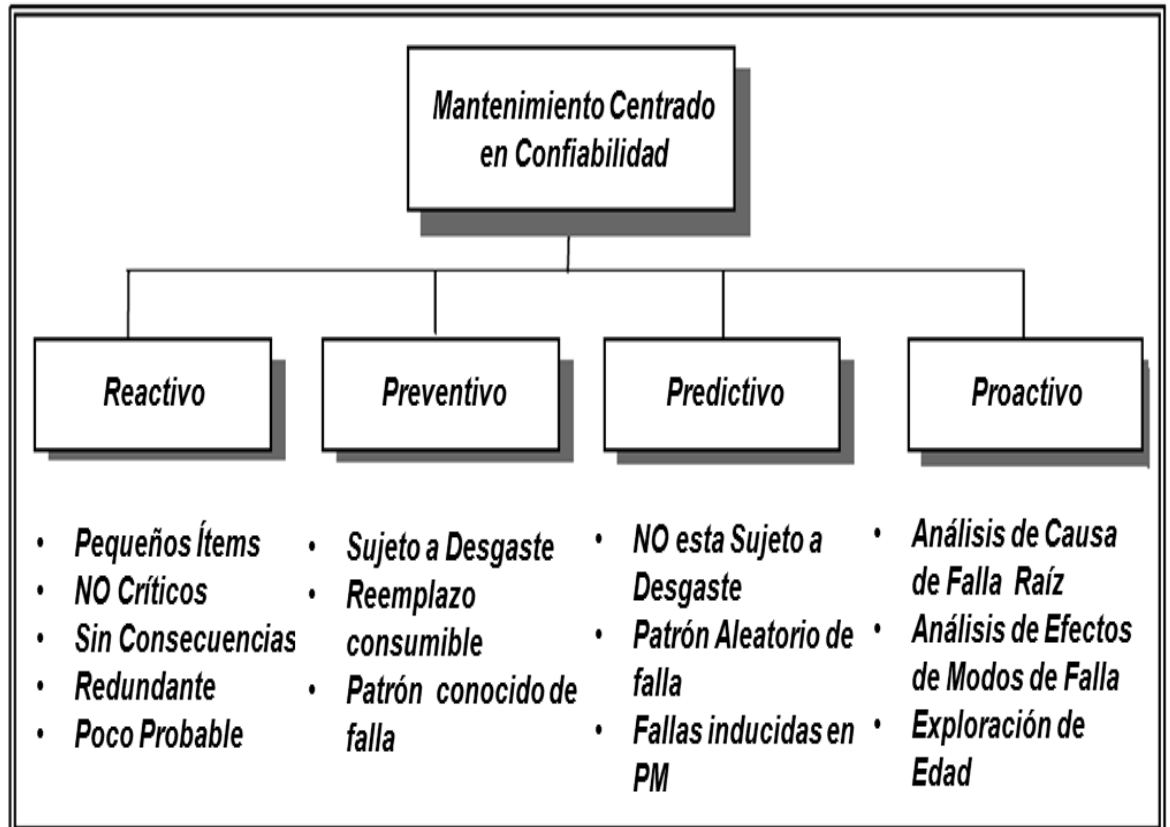 Mantenimiento Centrado
en Confiabilidad
Reactivo
Preventivo
Predictivo
Proactivo
• Pequeños Ítems
• NO Críticos
• Sin Consecuencias
• Redundante
• Poco Probable
• Sujeto a Desgaste
• Reemplazo
consumible
• Patrón conocido de
falla
• NO esta Sujeto a
Desgaste
• Patrón Aleatorio de
falla
• Fallas inducidas en
PM
• Análisis de Causa
de Falla Raíz
• Análisis de Efectos
de Modos de Falla
• Exploración de
Edad